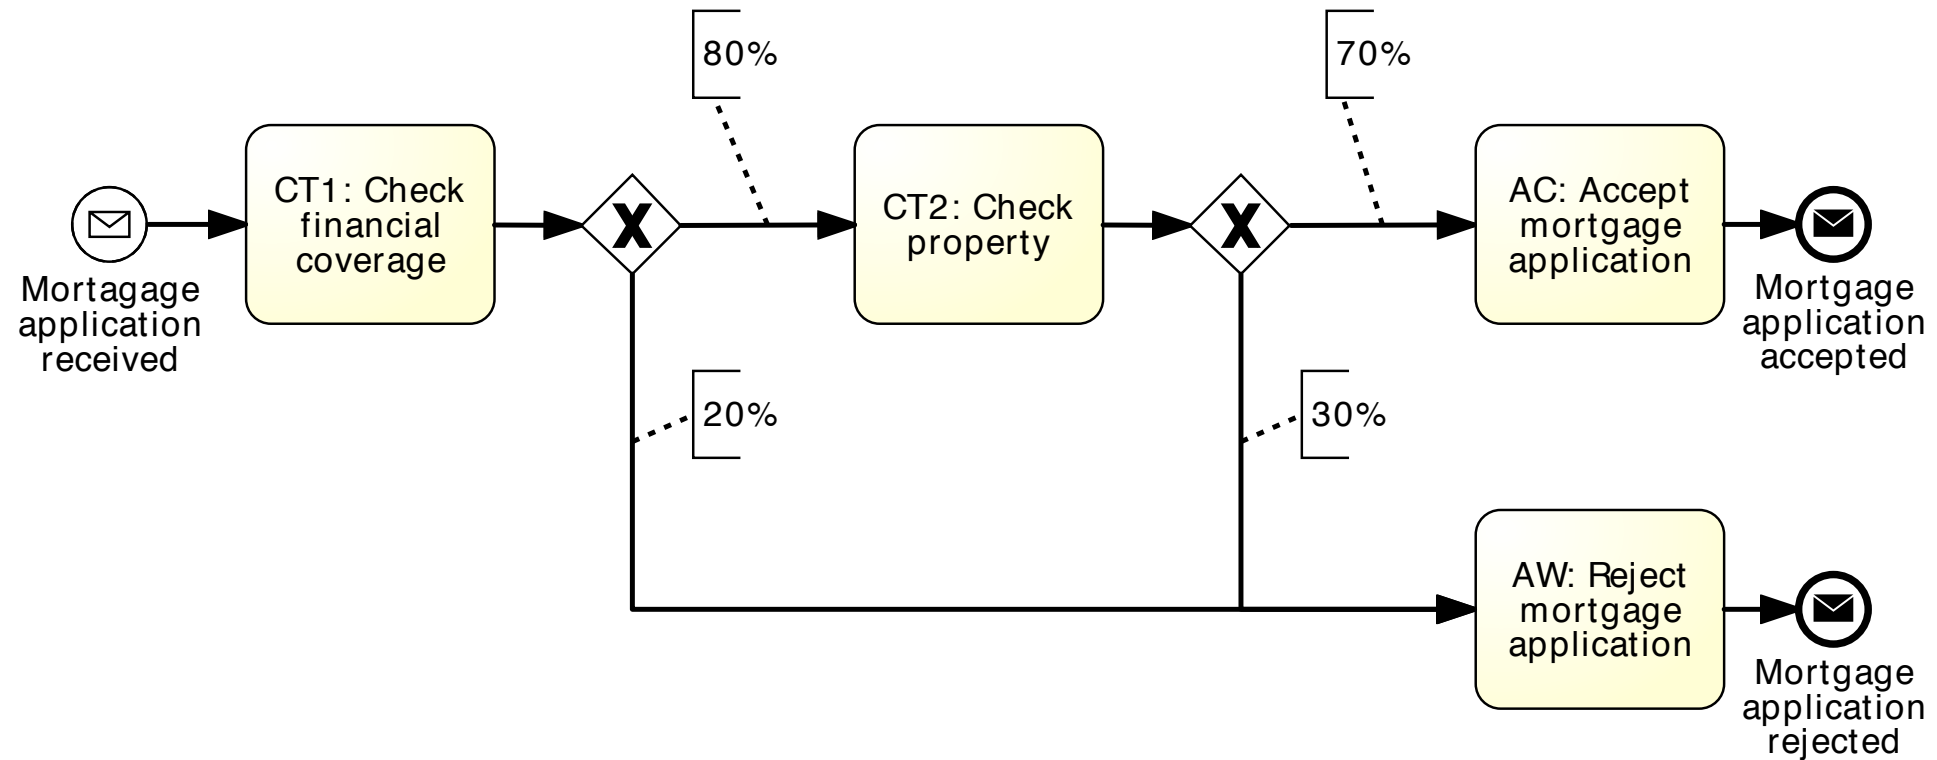 80%
70%
CT1: Check
financial
coverage
X
CT2: Check
property
X
AC: Accept
mortgage
application
Mortagage
application
received
Mortgage
application
accepted
20%
30%
AW: Reject
mortgage
application
Mortgage
application
rejected